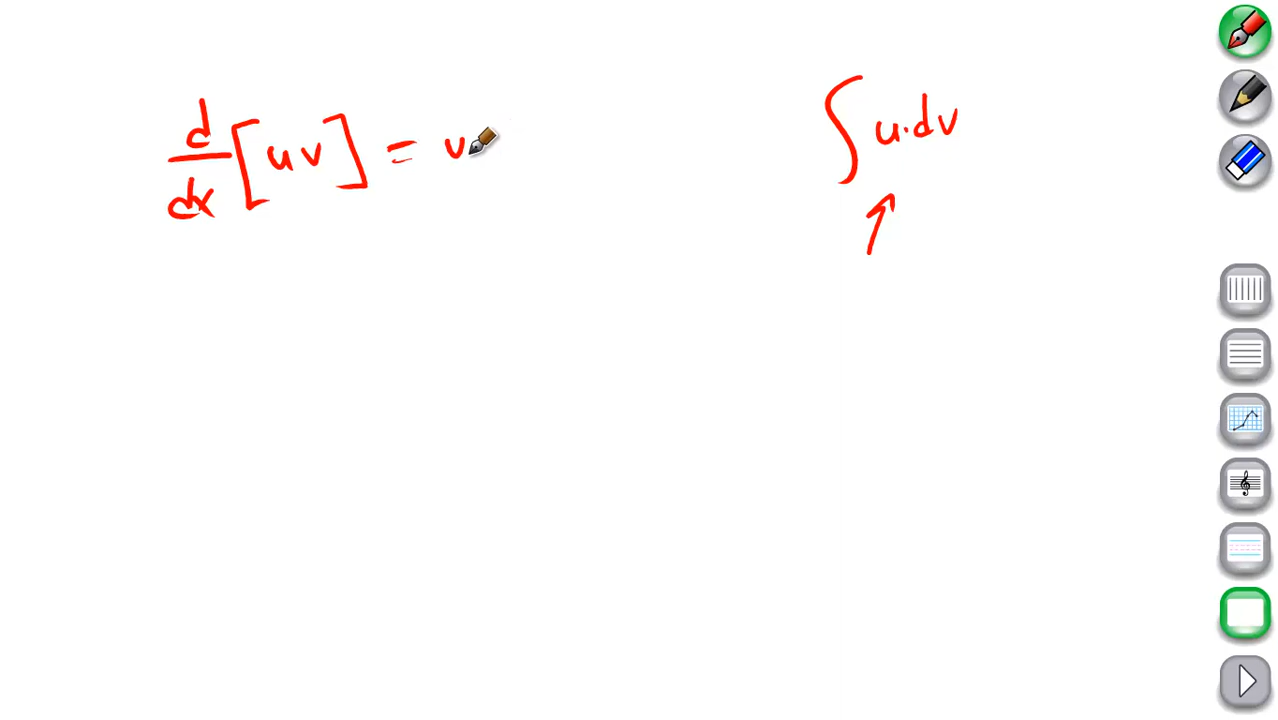 d/dx [uv] = v
∫ u·dv